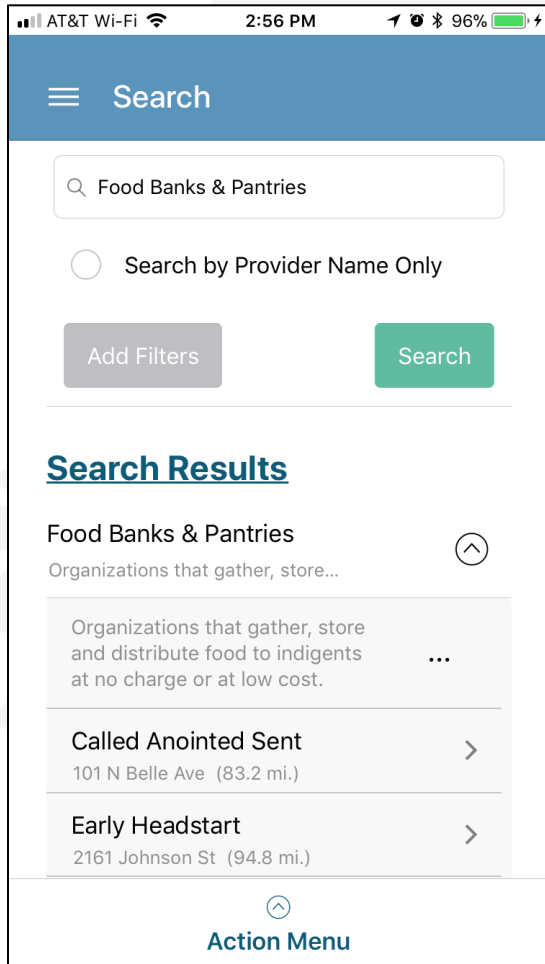 AT&T Wi-Fi 2:56 PM 96%
Search
Food Banks & Pantries
Search by Provider Name Only
Add Filters Search
Search Results
Food Banks & Pantries
Organizations that gather, store...
Organizations that gather, store
and distribute food to indigents
at no charge or at low cost.
...
Called Anointed Sent
101 N Belle Ave (83.2 mi.)
Early Headstart
2161 Johnson St (94.8 mi.)
Action Menu